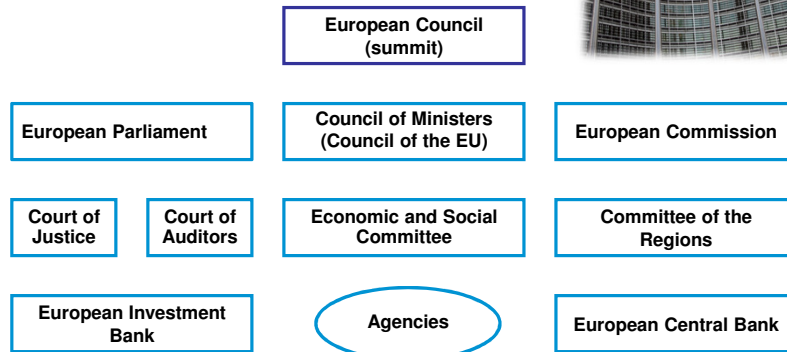 European Council
(summit)
European Parliament
Council of Ministers
(Council of the EU)
European Commission
Court of
Justice
Court of
Auditors
Economic and Social
Committee
Committee of the
Regions
European Investment
Bank
Agencies
European Central Bank